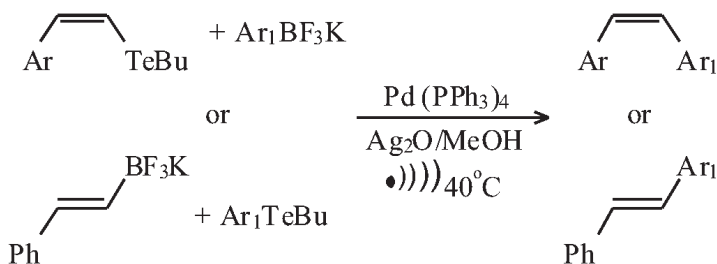 Ar TeBu + Ar₁BF₃K
or
Ph BF₃K + Ar₁TeBu
Pd(PPh₃)₄
Ag₂O/MeOH
40°C
Ar Ar₁
or
Ph Ar₁